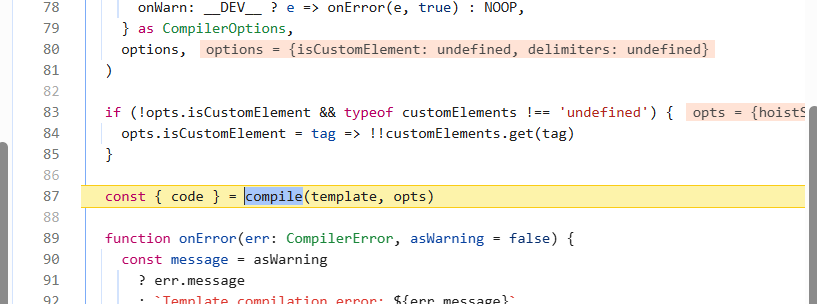 78 onWarn: __DEV__ ? e => onError(e, true) : NOOP,
79 } as CompilerOptions,
80 options, options = {isCustomElement: undefined, delimiters: undefined}
81 )
82
83 if (!opts.isCustomElement && typeof customElements !== 'undefined') { opts = {hoistS
84 opts.isCustomElement = tag => !!customElements.get(tag)
85 }
86
87 const { code } = compile(template, opts)
88
89 function onError(err: CompilerError, asWarning = false) {
90 const message = asWarning
91 ? err.message
92 : `Template compilation error: ${err.message}`